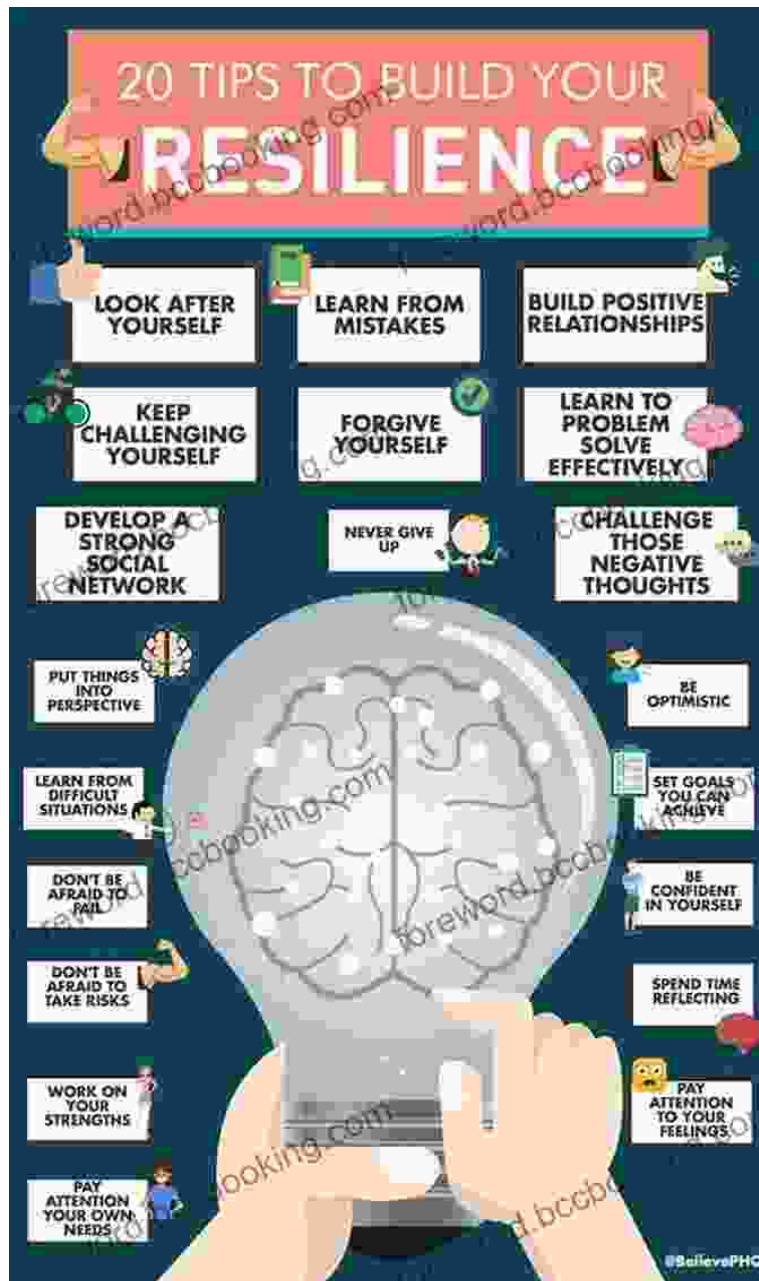 20 TIPS TO BUILD YOUR
RESILIENCE
LOOK AFTER
YOURSELF
LEARN FROM
MISTAKES
BUILD POSITIVE
RELATIONSHIPS
KEEP
CHALLENGING
YOURSELF
FORGIVE
YOURSELF
LEARN TO
PROBLEM
SOLVE
EFFECTIVELY
DEVELOP A
STRONG
SOCIAL
NETWORK
NEVER GIVE
UP
CHALLENGE
THOSE
NEGATIVE
THOUGHTS
PUT THINGS
INTO
PERSPECTIVE
BE
OPTIMISTIC
LEARN FROM
DIFFICULT
SITUATIONS
SET GOALS
YOU CAN
ACHIEVE
DON'T BE
AFRAID TO
FAIL
BE
CONFIDENT
IN YOURSELF
DON'T BE
AFRAID TO
TAKE RISKS
SPEND TIME
REFLECTING
WORK ON
YOUR
STRENGTHS
PAY
ATTENTION
TO YOUR
FEELINGS
PAY
ATTENTION
YOUR OWN
NEEDS
@BelievePHQ
foreword.bccbooking.com